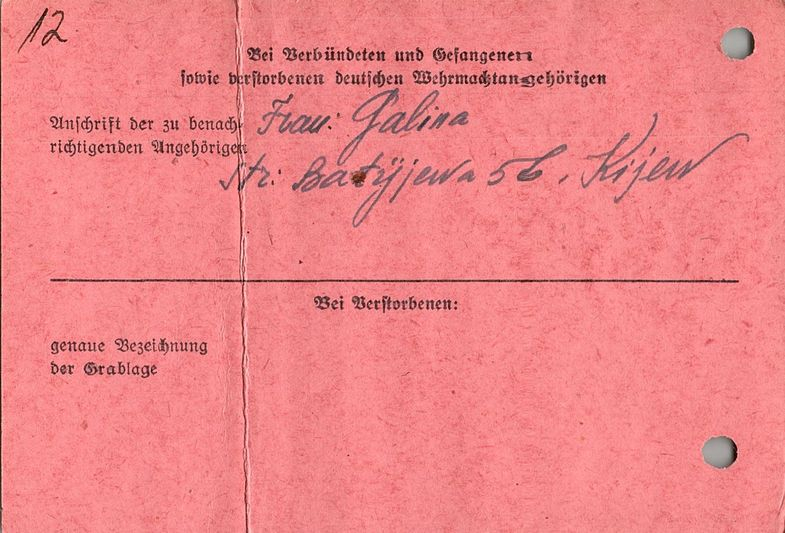 12
Bei Verbündeten und Gefangenen
sowie verstorbenen deutschen Wehrmachtangehörigen
Anschrift der zu benach- Frau: Galina
richtigenden Angehörigen
Str: Batyjewa 56, Kijew
Bei Verstorbenen:
genaue Bezeichnung
der Grablage